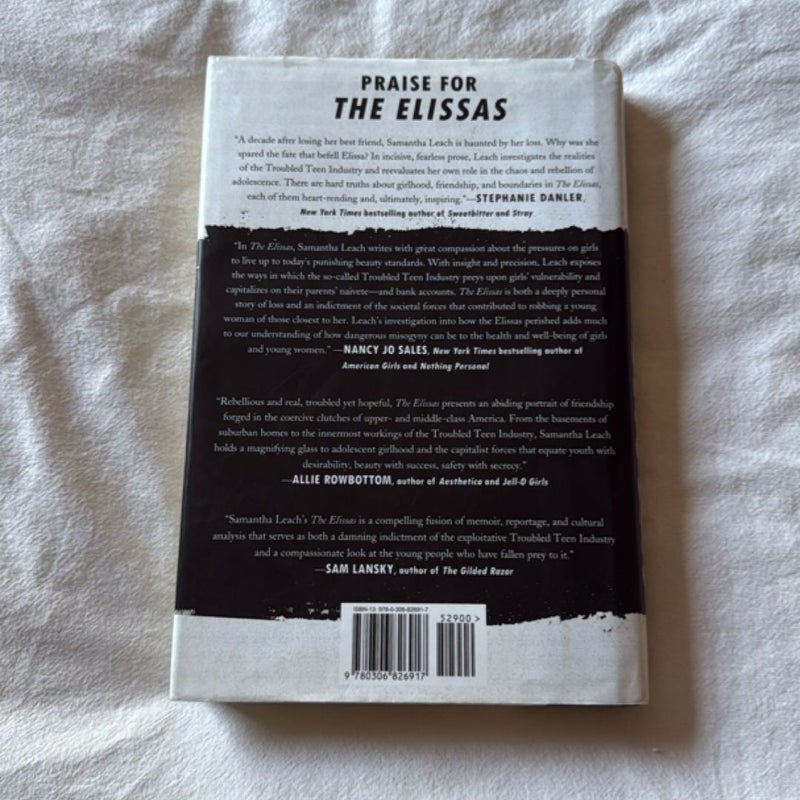 PRAISE FOR
THE ELISSAS
"A decade after losing her best friend, Samantha Leach is haunted by her loss. Why was she
spared the fate that befell Elissa? In incisive, fearless prose, Leach investigates the realities
of the Troubled Teen Industry and reevaluates her own role in the chaos and rebellion of
adolescence. There are hard truths about girlhood, friendship, and boundaries in The Elissas,
each of them heart-rending and, ultimately, inspiring."—STEPHANIE DANLER,
New York Times bestselling author of Sweetbitter and Stray
"In The Elissas, Samantha Leach writes with great compassion about the pressures on girls
to live up to today's punishing beauty standards. With insight and precision, Leach exposes
the ways in which the so-called Troubled Teen Industry preys upon girls' vulnerability and
capitalizes on their parents' naivete—and bank accounts. The Elissas is both a deeply personal
story of loss and an indictment of the societal forces that contributed to robbing a young
woman of those closest to her. Leach's investigation into how the Elissas perished adds much
to our understanding of how dangerous misogyny can be to the health and well-being of girls
and young women." —NANCY JO SALES, New York Times bestselling author of
American Girls and Nothing Personal
"Rebellious and real, troubled yet hopeful, The Elissas presents an abiding portrait of friendship
forged in the coercive clutches of upper- and middle-class America. From the basements of
suburban homes to the innermost workings of the Troubled Teen Industry, Samantha Leach
holds a magnifying glass to adolescent girlhood and the capitalist forces that equate youth with
desirability, beauty with success, safety with secrecy."
—ALLIE ROWBOTTOM, author of Aesthetica and Jell-O Girls
"Samantha Leach's The Elissas is a compelling fusion of memoir, reportage, and cultural
analysis that serves as both a damning indictment of the exploitative Troubled Teen Industry
and a compassionate look at the young people who have fallen prey to it."
—SAM LANSKY, author of The Gilded Razor
ISBN-13: 978-0-306-82691-7
52900 >
9 780306 826917